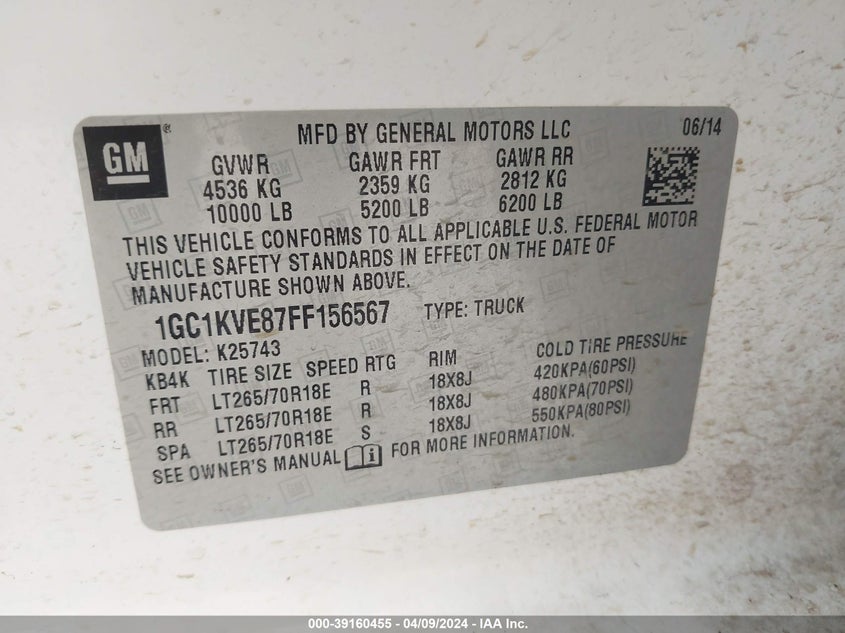 GM ®
MFD BY GENERAL MOTORS LLC 06/14
GVWR GAWR FRT GAWR RR
4536 KG 2359 KG 2812 KG
10000 LB 5200 LB 6200 LB
THIS VEHICLE CONFORMS TO ALL APPLICABLE U.S. FEDERAL MOTOR
VEHICLE SAFETY STANDARDS IN EFFECT ON THE DATE OF
MANUFACTURE SHOWN ABOVE.
1GC1KVE87FF156567 TYPE: TRUCK
MODEL: K25743
KB4K TIRE SIZE SPEED RTG RIM COLD TIRE PRESSURE
FRT LT265/70R18E R 18X8J 420KPA(60PSI)
RR LT265/70R18E R 18X8J 480KPA(70PSI)
SPA LT265/70R18E S 18X8J 550KPA(80PSI)
SEE OWNER'S MANUAL i FOR MORE INFORMATION.
000-39160455 - 04/09/2024 - IAA Inc.